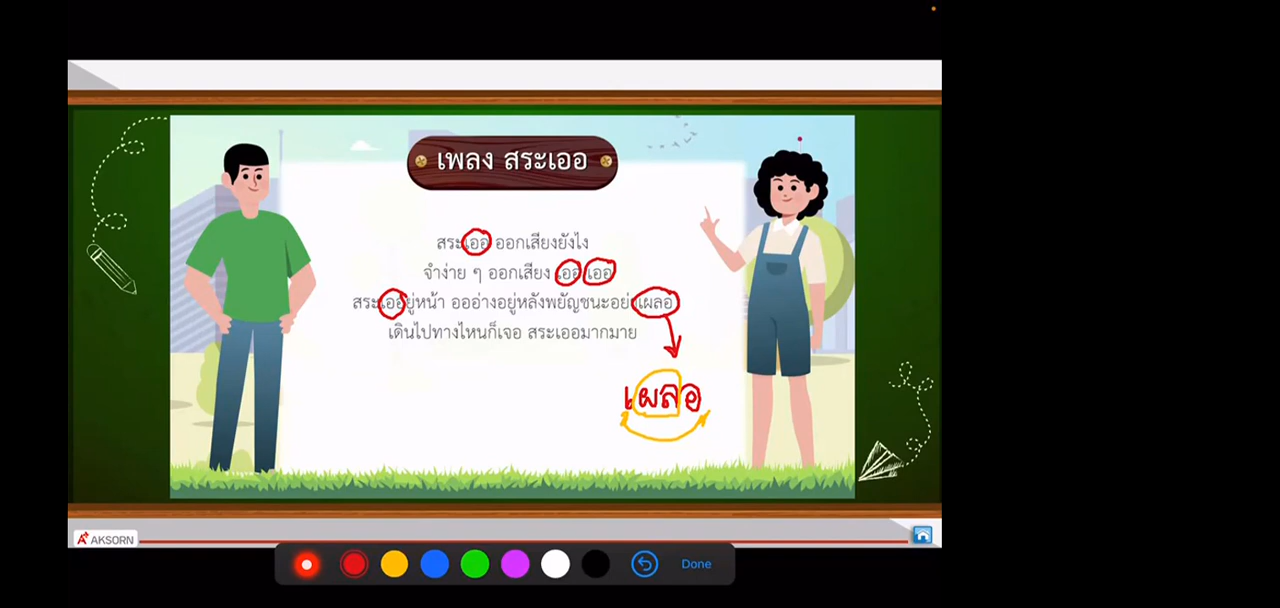 เพลง สระเออ
สระเออ ออกเสียงยังไง
จำง่าย ๆ ออกเสียง เออ เออ
สระเออยู่หน้า ออ่างอยู่หลังพยัญชนะอย่าเผลอ
เดินไปทางไหนก็เจอ สระเออมากมาย
เผลอ
AKSORN
Done